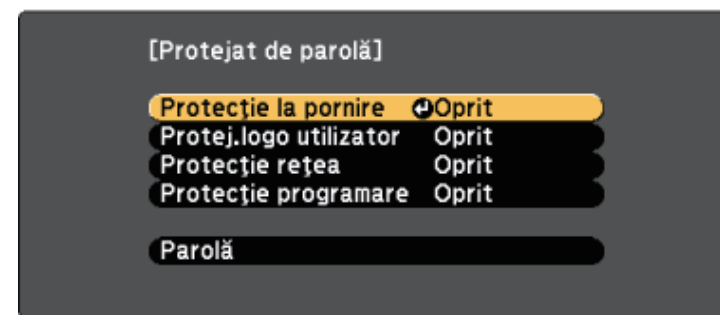 [Protejat de parolă]
Protecţie la pornire Oprit
Protej.logo utilizator Oprit
Protecţie reţea Oprit
Protecţie programare Oprit
Parolă